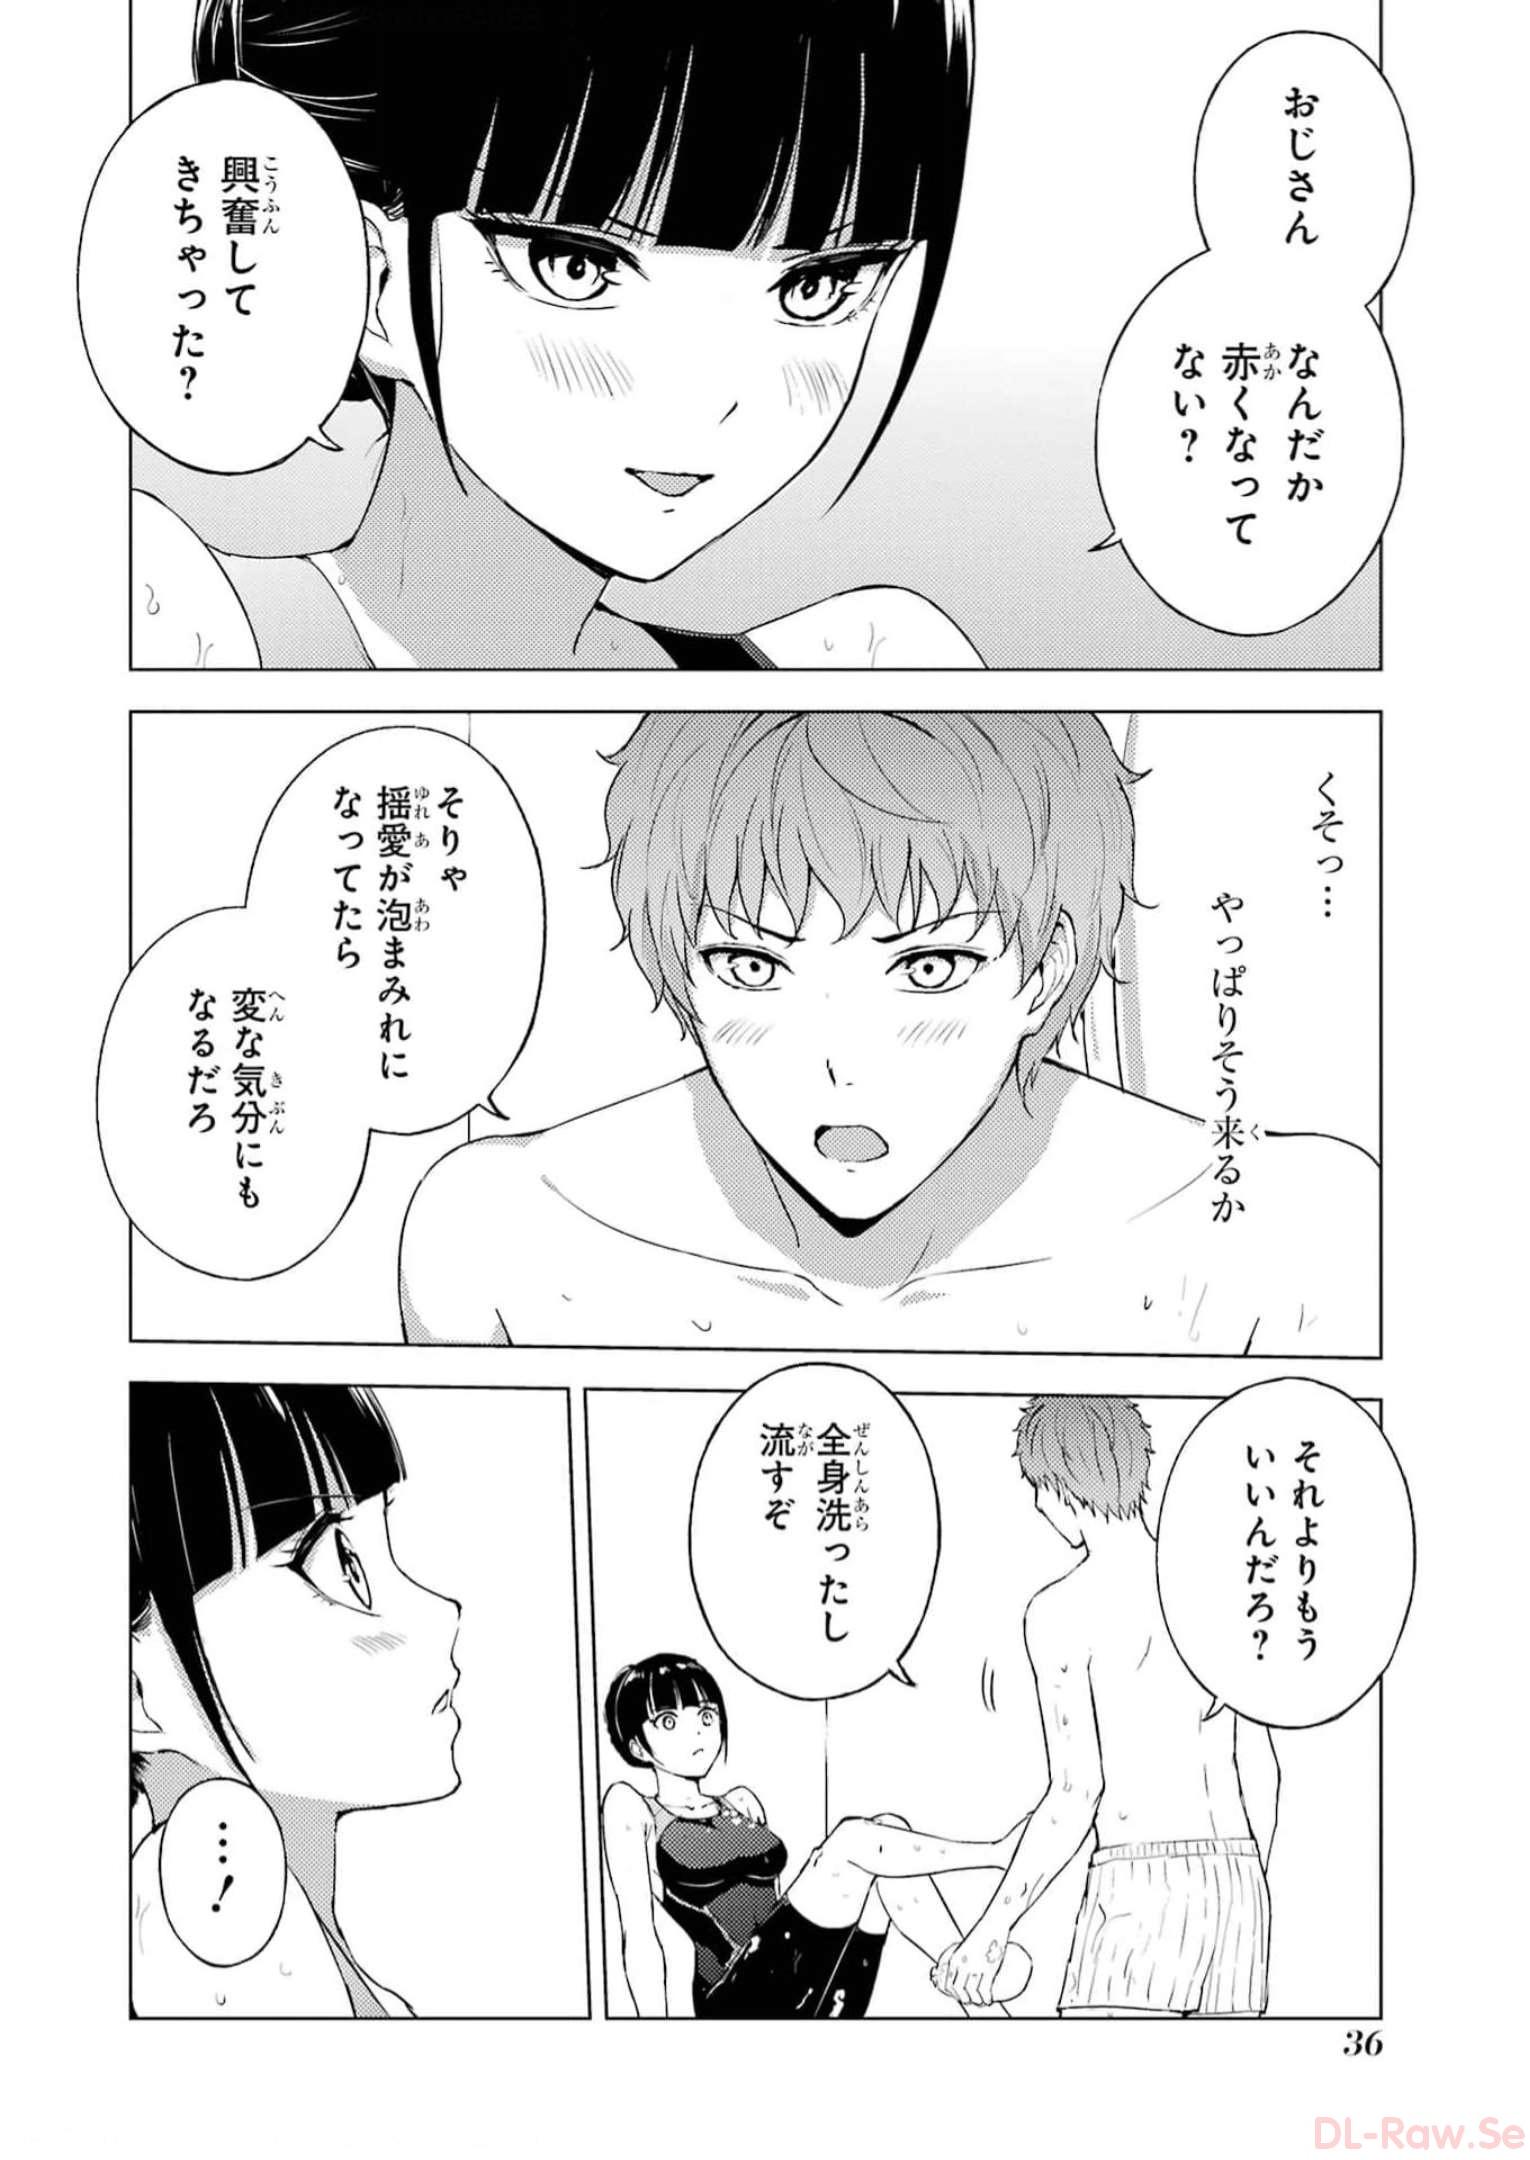 おじさん
なんだか
赤くなって
ない?
興奮して
きちゃった?
くそっ…
やっぱりそう来るか
そりゃ
揺愛が泡まみれに
なってたら
変な気分にも
なるだろ
それよりもう
いいんだろ?
全身洗ったし
流すぞ
…!
36
DL-Raw.Se